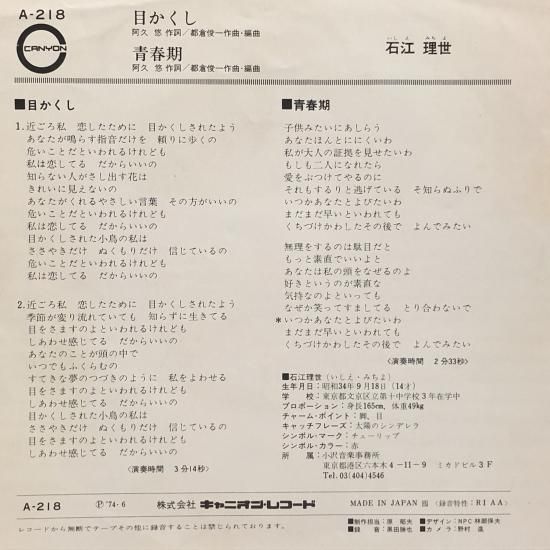 A-218
CANYON
目かくし
阿久 悠 作詞／都倉俊一作曲・編曲
青春期
阿久 悠 作詞／都倉俊一作曲・編曲
いしえ みちよ
石江 理世
■目かくし
1.近ごろ私 恋したために 目かくしされたよう
あなたが鳴らす指音だけを 頼りに歩くの
危いことだといわれるけれども
私は恋してる だからいいの
知らない人がさし出す花は
きれいに見えないの
あなたがくれるやさしい言葉 その方がいいの
危いことだといわれるけれども
私は恋してる だからいいの
目かくしされた小鳥の私は
ささやきだけ ぬくもりだけ 信じているの
危いことだといわれるけれども
私は恋してる だからいいの
2.近ごろ私 恋したために 目かくしされたよう
季節が変り流れていても 知らずに生きてる
目をさますのよといわれるけれども
しあわせ感じてる だからいいの
あなたのことが頭の中で
いつでもふくらむの
すてきな夢のつづきのように 私をよわせる
目をさますのよといわれるけれども
しあわせ感じてる だからいいの
目かくしされた小鳥の私は
ささやきだけ ぬくもりだけ 信じているの
目をさますのよといわれるけれども
しあわせ感じてる だからいいの
〈演奏時間 3分14秒〉
■青春期
子供みたいにあしらう
あなたほんとににくいわ
私が大人の証拠を見せたいわ
もしも二人になれたら
愛をぶつけてやるのに
それもするりと逃げている そ知らぬふりで
いつかあなたとよびたいわ
まだまだ早いといわれても
くちづけかわしたその後で よんでみたい
無理をするのは駄目だと
もっと素直でいいよと
あなたは私の頭をなぜるのよ
好きというのが素直な
気持なのよといっても
なぜか笑ってすましてる とり合わないで
*いつかあなたとよびたいわ
まだまだ早いといわれても
くちづけかわしたその後で よんでみたい
〈演奏時間 2分33秒〉
■石江理世（いしえ・みちよ）
生年月日：昭和34年9月18日（14才）
学 校：東京都文京区立第十中学校3年在学中
プロポーション：身長165cm, 体重49kg
チャーム・ポイント：脚、目
キャッチフレーズ：太陽のシンデレラ
シンボル・マーク：チューリップ
シンボル・カラー：赤
所 属：小沢音楽事務所
東京都港区六本木4-11-9 ミカドビル3F
Tel.03(404)4546
A-218
Ⓟ'74・6
株式会社 キャニオン・レコード
MADE IN JAPAN
〈録音特性：RIAA〉
レコードから無断でテープその他に録音することは禁じられております。
■制作担当：原 郁夫 ■デザイン：NPC 林部保夫
■録 音：黒田勝也 ■カメラ：野村